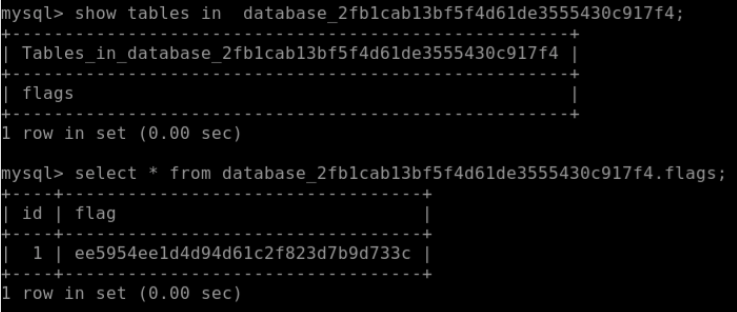 mysql> show tables in  database_2fb1cab13bf5f4d61de3555430c917f4;
+------------------------------------------------------+
| Tables_in_database_2fb1cab13bf5f4d61de3555430c917f4 |
+------------------------------------------------------+
| flags                                                |
+------------------------------------------------------+
1 row in set (0.00 sec)
mysql> select * from database_2fb1cab13bf5f4d61de3555430c917f4.flags;
+----+----------------------------------+
| id | flag                             |
+----+----------------------------------+
|  1 | ee5954ee1d4d94d61c2f823d7b9d733c |
+----+----------------------------------+
1 row in set (0.00 sec)